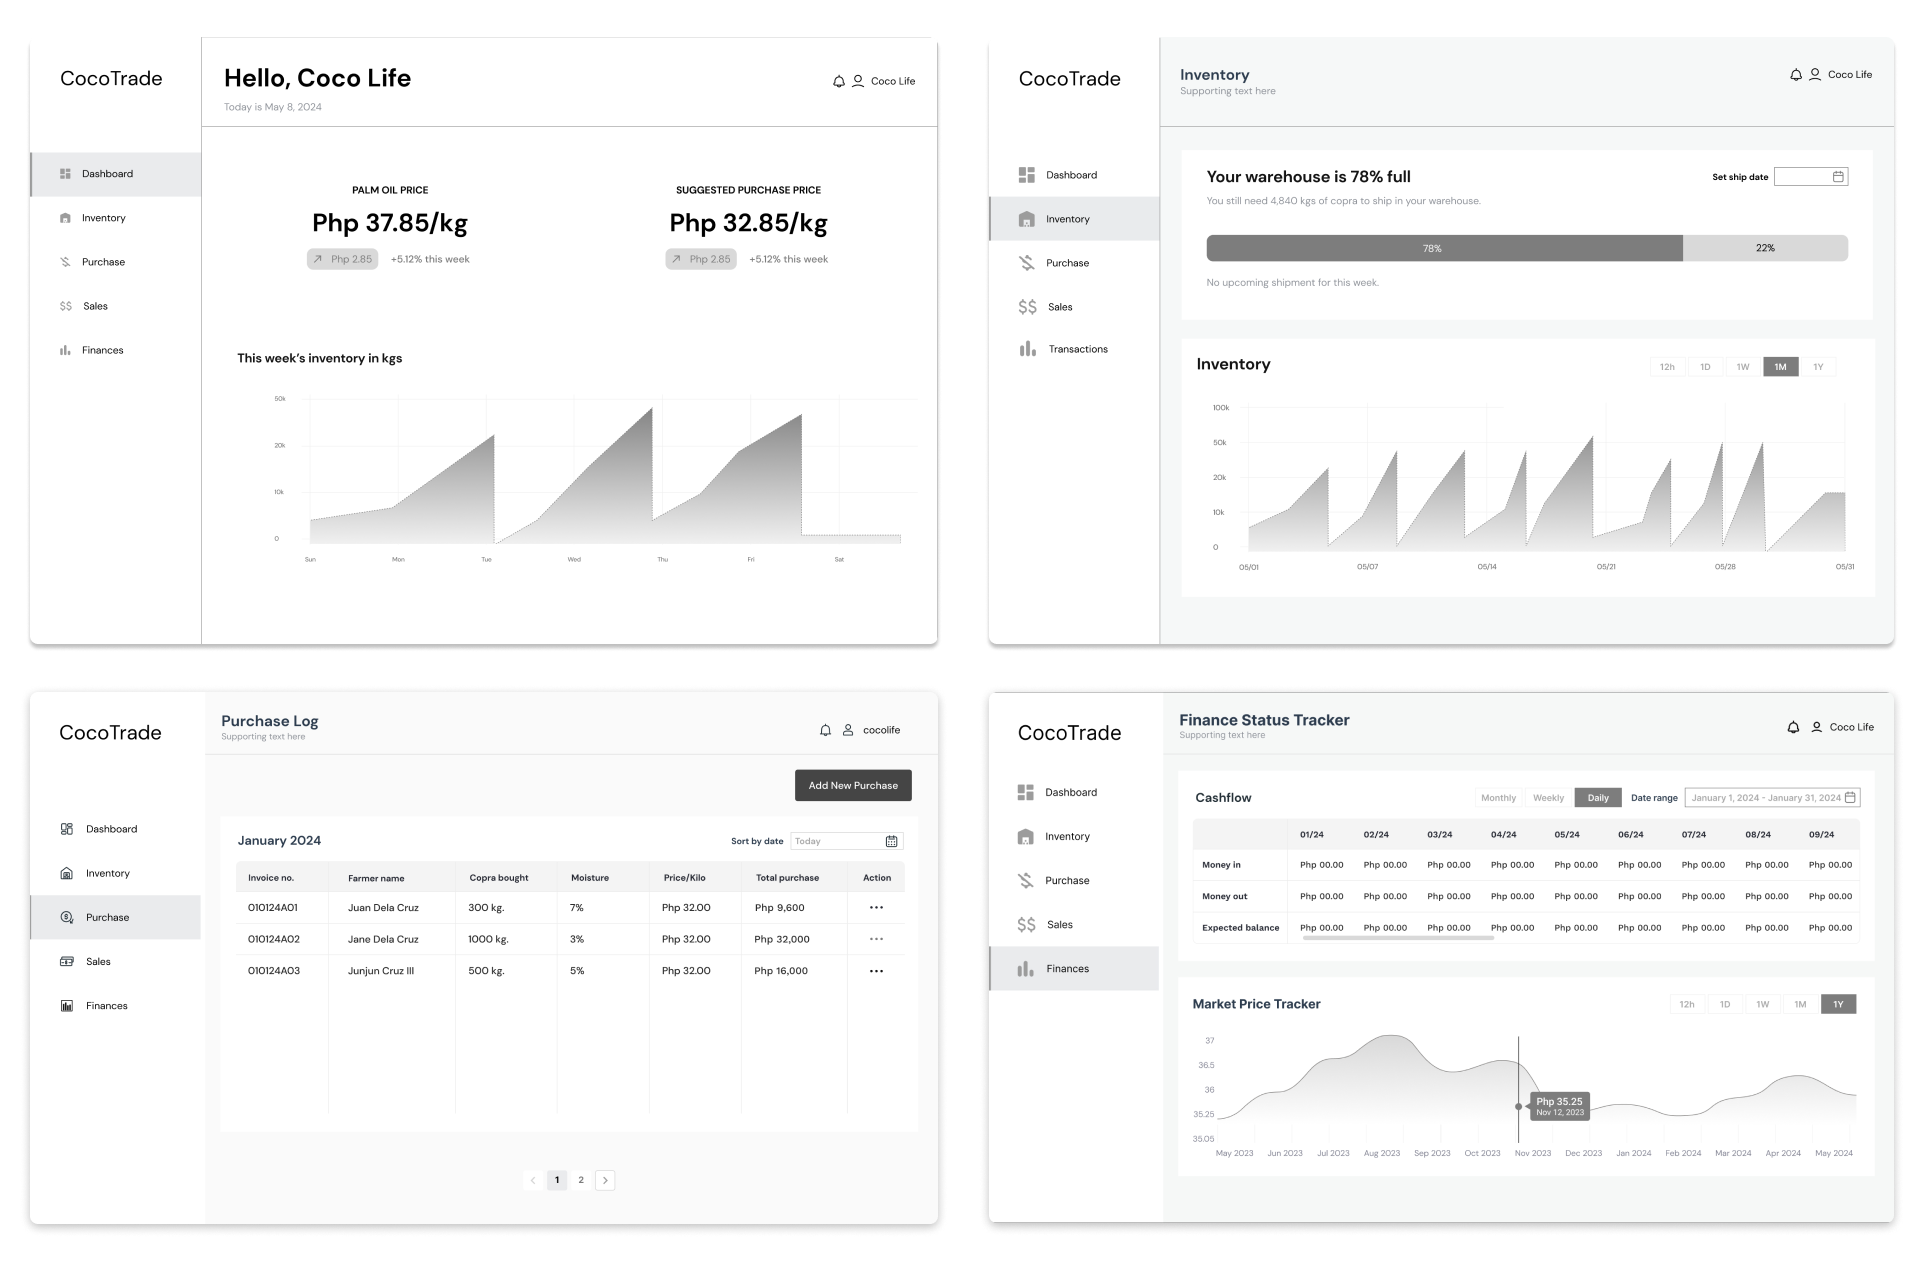 CocoTrade
Hello, Coco Life
Today is May 8, 2024
Coco Life
Dashboard
Inventory
Purchase
Sales
Finances
PALM OIL PRICE
Php 37.85/kg
Php 2.85 +5.12% this week
SUGGESTED PURCHASE PRICE
Php 32.85/kg
Php 2.85 +5.12% this week
This week's inventory in kgs
50k
20k
10k
0
Sun Mon Tue Wed Thu Fri Sat
CocoTrade
Inventory
Supporting text here
Coco Life
Dashboard
Inventory
Purchase
$$ Sales
Transactions
Your warehouse is 78% full
Set ship date
You still need 4,840 kgs of copra to ship in your warehouse.
78% 22%
No upcoming shipment for this week.
Inventory
12h 1D 1W 1M 1Y
100k
50k
20k
10k
0
05/01 05/07 05/14 05/21 05/28 05/31
CocoTrade
Purchase Log
Supporting text here
cocolife
Dashboard
Inventory
Purchase
Sales
Finances
Add New Purchase
January 2024
Sort by date Today
Invoice no. Farmer name Copra bought Moisture Price/Kilo Total purchase Action
010124A01 Juan Dela Cruz 300 kg. 7% Php 32.00 Php 9,600 ...
010124A02 Jane Dela Cruz 1000 kg. 3% Php 32.00 Php 32,000 ...
010124A03 Junjun Cruz III 500 kg. 5% Php 32.00 Php 16,000 ...
< 1 2 >
CocoTrade
Finance Status Tracker
Supporting text here
Coco Life
Dashboard
Inventory
Purchase
$$ Sales
Finances
Cashflow
Monthly Weekly Daily Date range January 1, 2024 - January 31, 2024
01/24 02/24 03/24 04/24 05/24 06/24 07/24 08/24 09/24
Money in Php 00.00 Php 00.00 Php 00.00 Php 00.00 Php 00.00 Php 00.00 Php 00.00 Php 00.00 Php 00.00
Money out Php 00.00 Php 00.00 Php 00.00 Php 00.00 Php 00.00 Php 00.00 Php 00.00 Php 00.00 Php 00.00
Expected balance Php 00.00 Php 00.00 Php 00.00 Php 00.00 Php 00.00 Php 00.00 Php 00.00 Php 00.00 Php 00.00
Market Price Tracker
12h 1D 1W 1M 1Y
37
36.5
36
35.25
35.05
Php 35.25
Nov 12, 2023
May 2023 Jun 2023 Jul 2023 Aug 2023 Sep 2023 Oct 2023 Nov 2023 Dec 2023 Jan 2024 Feb 2024 Mar 2024 Apr 2024 May 2024